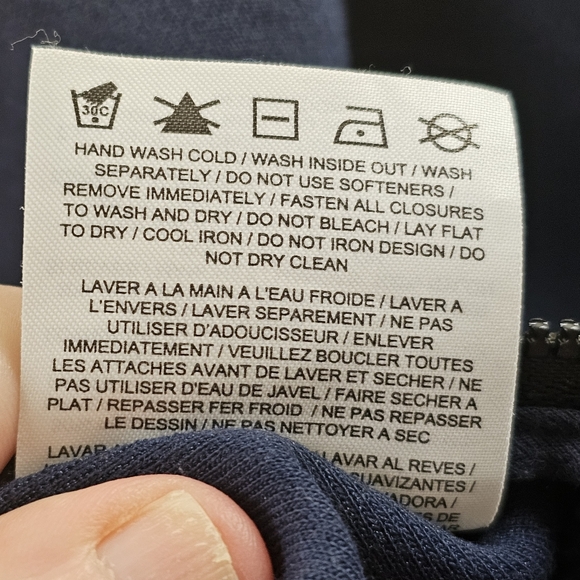 30C
HAND WASH COLD / WASH INSIDE OUT / WASH
SEPARATELY / DO NOT USE SOFTENERS /
REMOVE IMMEDIATELY / FASTEN ALL CLOSURES
TO WASH AND DRY / DO NOT BLEACH / LAY FLAT
TO DRY / COOL IRON / DO NOT IRON DESIGN / DO
NOT DRY CLEAN
LAVER A LA MAIN A L'EAU FROIDE / LAVER A
L'ENVERS / LAVER SEPAREMENT / NE PAS
UTILISER D'ADOUCISSEUR / ENLEVER
IMMEDIATEMENT / VEUILLEZ BOUCLER TOUTES
LES ATTACHES AVANT DE LAVER ET SECHER / NE
PAS UTILISER D'EAU DE JAVEL / FAIRE SECHER A
PLAT / REPASSER FER FROID / NE PAS REPASSER
LE DESSIN / NE PAS NETTOYER A SEC
LAVAR LAVAR AL REVES /
SUAVIZANTES /
ADORA /
S DE